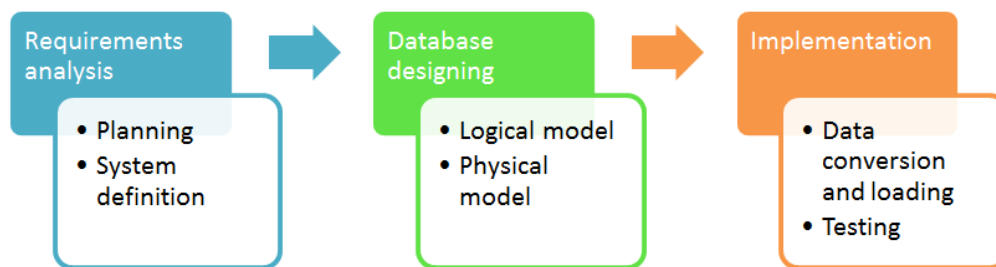 Requirements
analysis
• Planning
• System
definition
Database
designing
• Logical model
• Physical
model
Implementation
• Data
conversion
and loading
• Testing